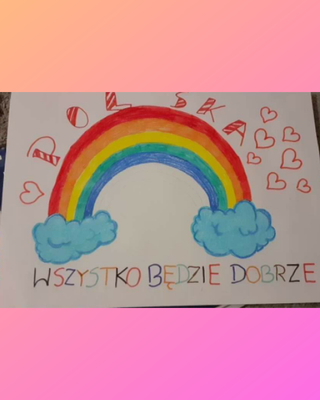 POLSKA
WSZYSTKO BĘDZIE DOBRZE